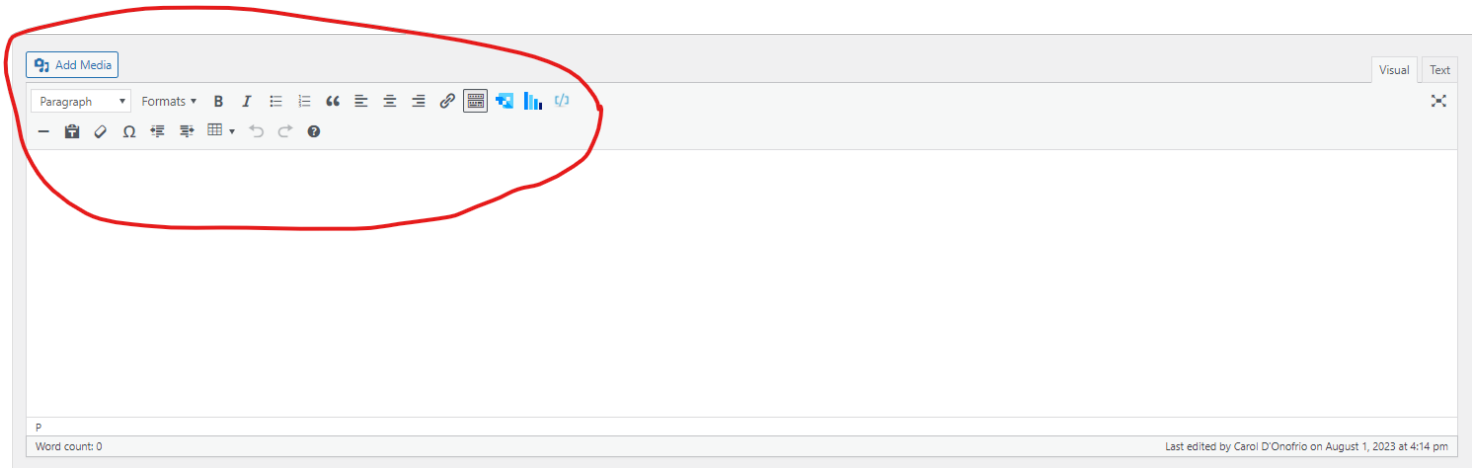 Add Media
Visual Text
Paragraph Formats B I
Ω
P
Word count: 0 Last edited by Carol D'Onofrio on August 1, 2023 at 4:14 pm